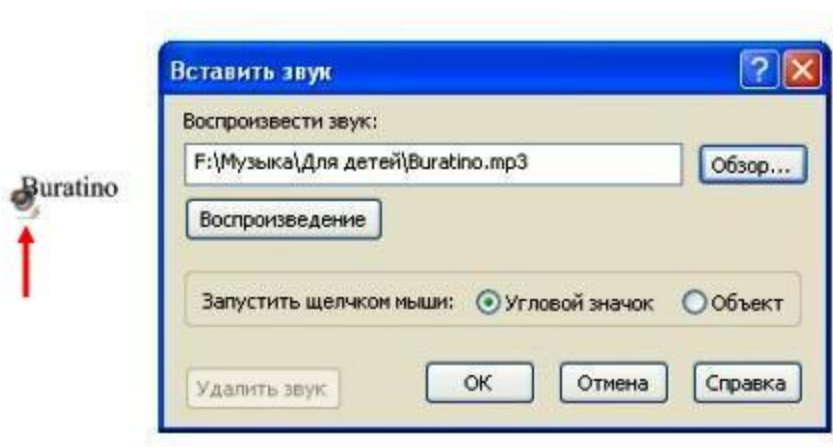 Вставить звук
Воспроизвести звук:
F:\Музыка\Для детей\Buratino.mp3
Обзор...
Buratino
Воспроизведение
Запустить щелчком мыши: Угловой значок Объект
Удалить звук ОК Отмена Справка